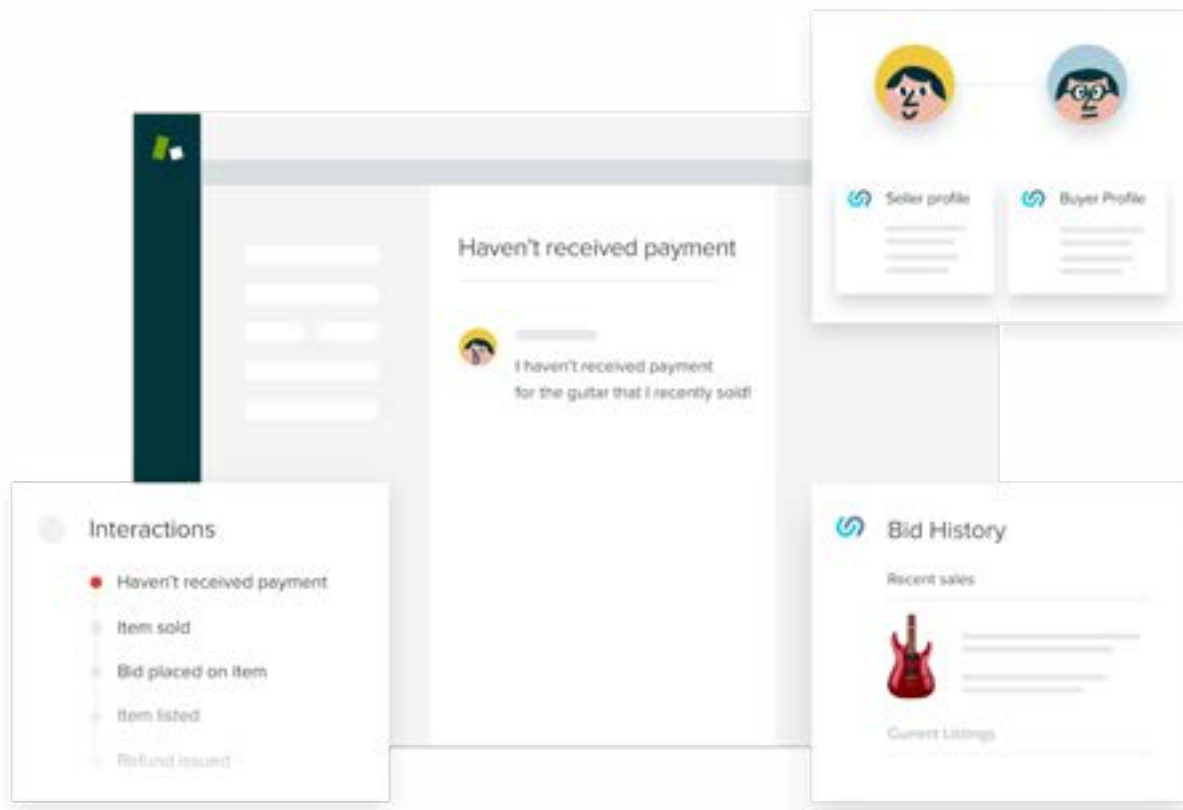 Seller profile
Buyer Profile
Haven't received payment
I haven't received payment
for the guitar that I recently sold!
Interactions
Haven't received payment
Item sold
Bid placed on item
Item listed
Refund issued
Bid History
Recent sales
Current Listings